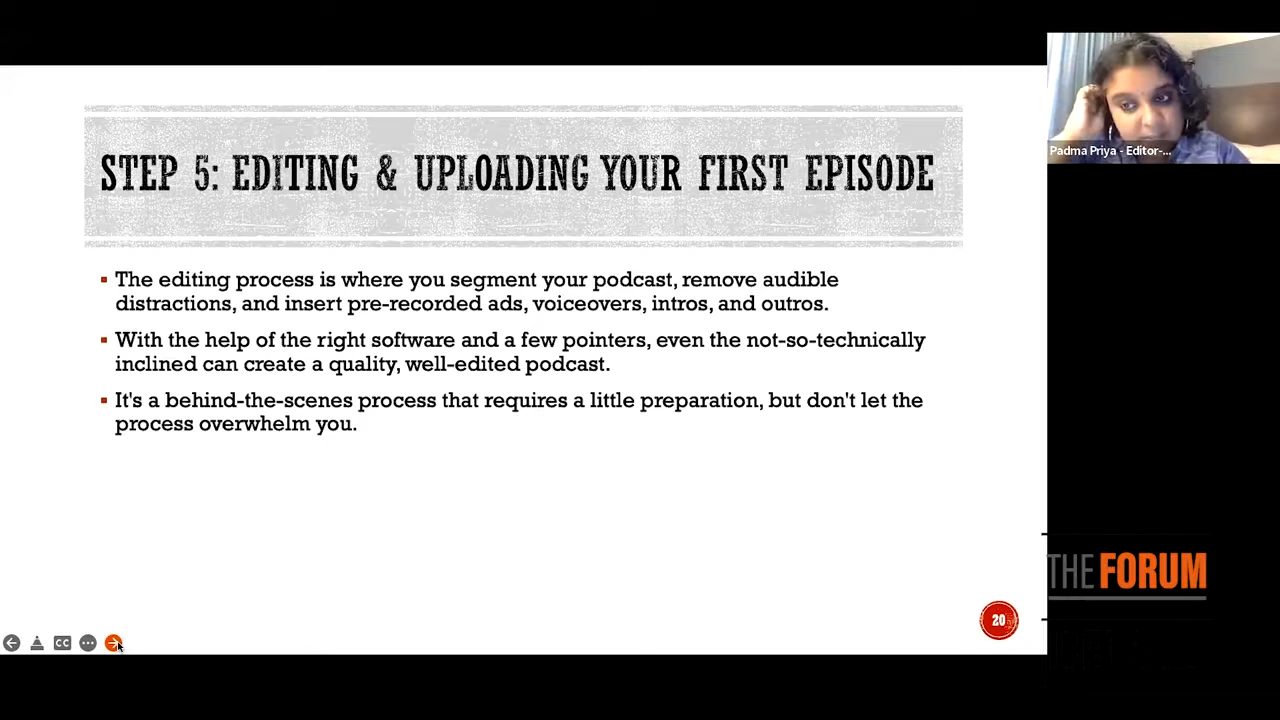 STEP 5: EDITING & UPLOADING YOUR FIRST EPISODE
The editing process is where you segment your podcast, remove audible
distractions, and insert pre-recorded ads, voiceovers, intros, and outros.
With the help of the right software and a few pointers, even the not-so-technically
inclined can create a quality, well-edited podcast.
It's a behind-the-scenes process that requires a little preparation, but don't let the
process overwhelm you.
20
CC
Padma Priya - Editor-...
THE FORUM